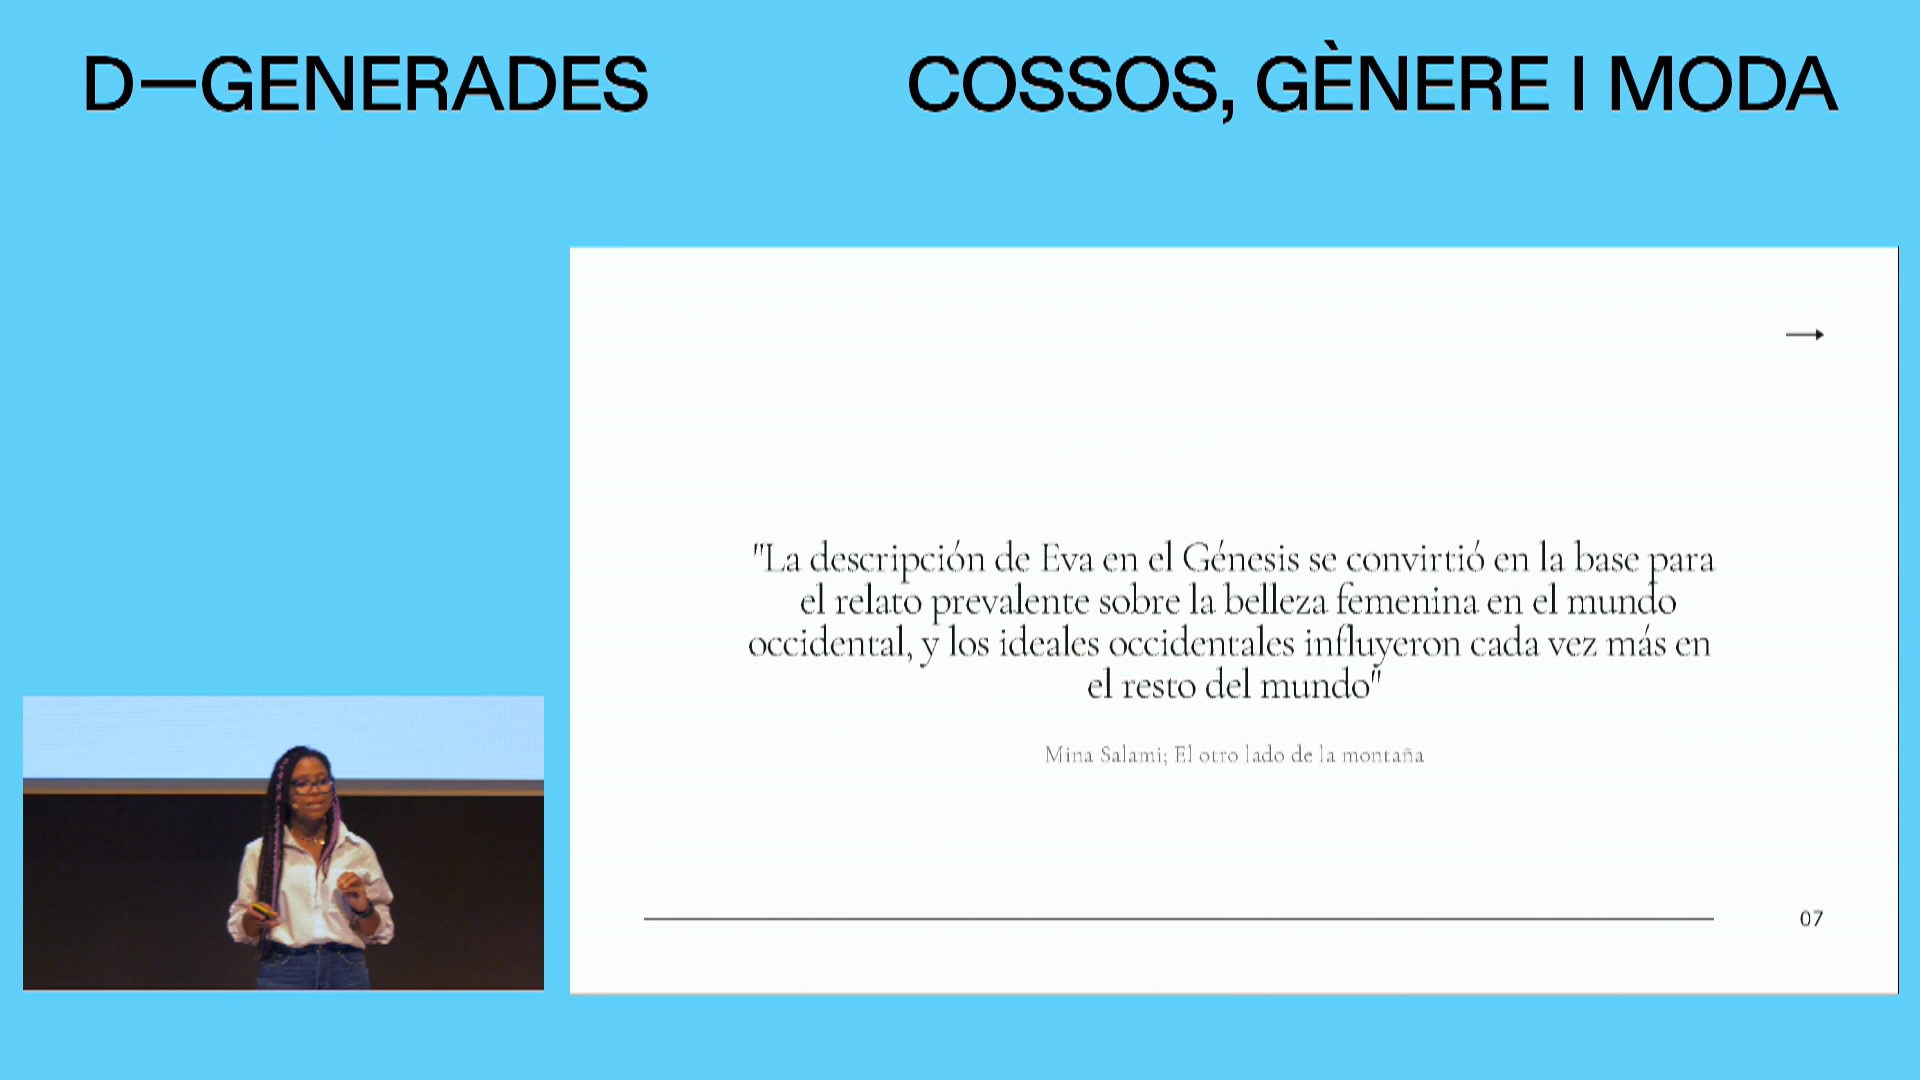 D—GENERADES
COSSOS, GÈNERE I MODA
"La descripción de Eva en el Génesis se convirtió en la base para
el relato prevalente sobre la belleza femenina en el mundo
occidental, y los ideales occidentales influyeron cada vez más en
el resto del mundo"
Mina Salami; El otro lado de la montaña
07